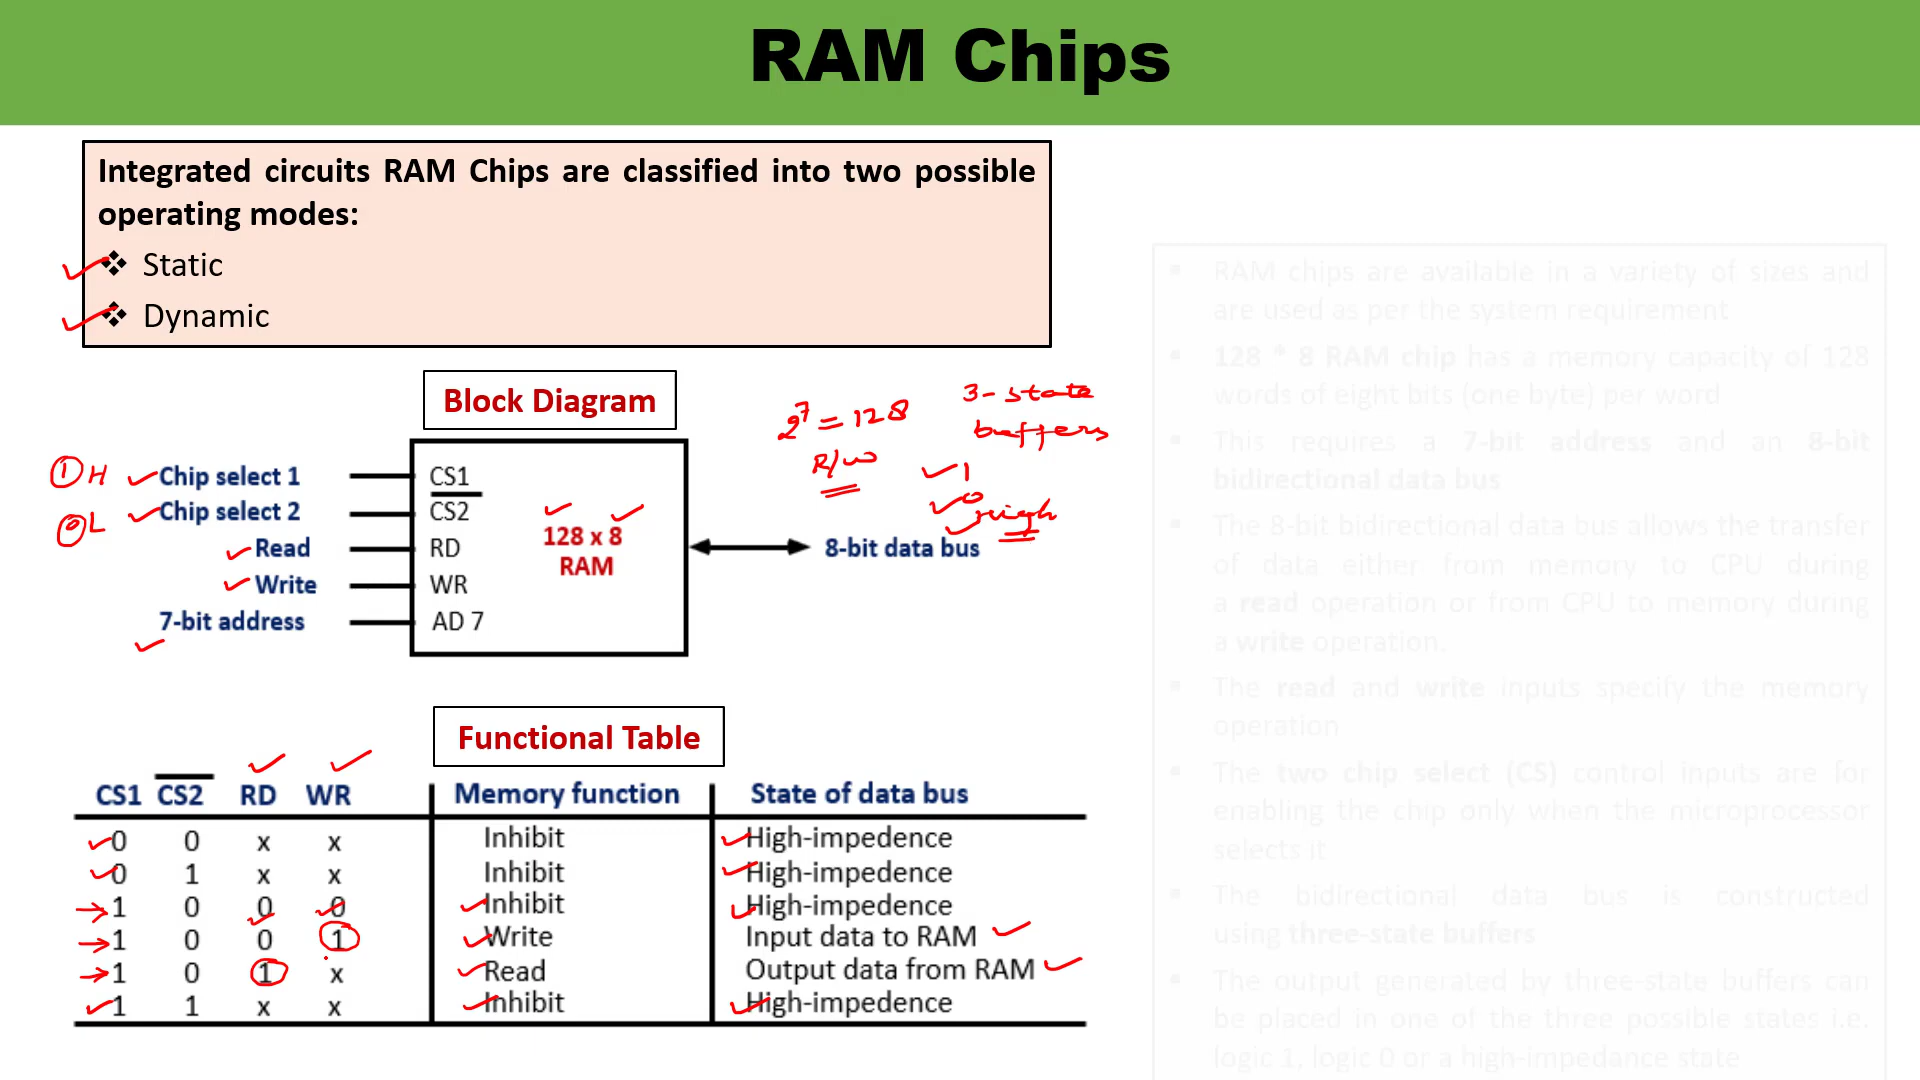 RAM Chips
Integrated circuits RAM Chips are classified into two possible
operating modes:
❖ Static
❖ Dynamic
Block Diagram
2⁷ = 128
R/W
3-state
buffers
1
0
High
① H Chip select 1 CS1
⓪ L Chip select 2 C̅S̅2̅
Read RD
Write WR
7-bit address AD 7
128 x 8
RAM
8-bit data bus
Functional Table
CS1 C̅S̅2̅ RD WR Memory function State of data bus
0 0 x x Inhibit High-impedence
0 1 x x Inhibit High-impedence
1 0 0 0 Inhibit High-impedence
1 0 0 1 Write Input data to RAM
1 0 1 x Read Output data from RAM
1 1 x x Inhibit High-impedence
▪ RAM chips are available in a variety of sizes and
are used as per the system requirement
▪ 128 * 8 RAM chip has a memory capacity of 128
words of eight bits (one byte) per word
▪ This requires a 7-bit address and an 8-bit
bidirectional data bus
▪ The 8-bit bidirectional data bus allows the transfer
of data either from memory to CPU during
a read operation or from CPU to memory during
a write operation.
▪ The read and write inputs specify the memory
operation
▪ The two chip select (CS) control inputs are for
enabling the chip only when the microprocessor
selects it
▪ The bidirectional data bus is constructed
using three-state buffers
▪ The output generated by three-state buffers can
be placed in one of the three possible states i.e.
logic 1, logic 0 or a high-impedance state